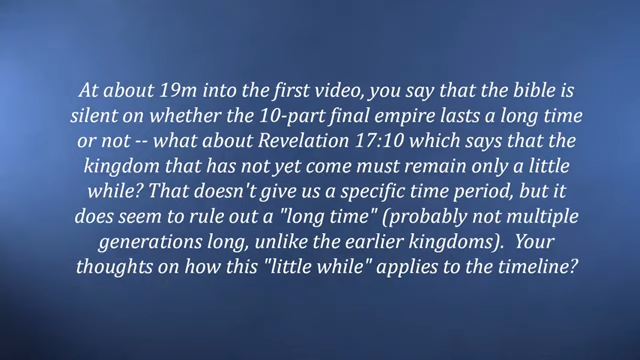 At about 19m into the first video, you say that the bible is
silent on whether the 10-part final empire lasts a long time
or not -- what about Revelation 17:10 which says that the
kingdom that has not yet come must remain only a little
while? That doesn't give us a specific time period, but it
does seem to rule out a "long time" (probably not multiple
generations long, unlike the earlier kingdoms).  Your
thoughts on how this "little while" applies to the timeline?